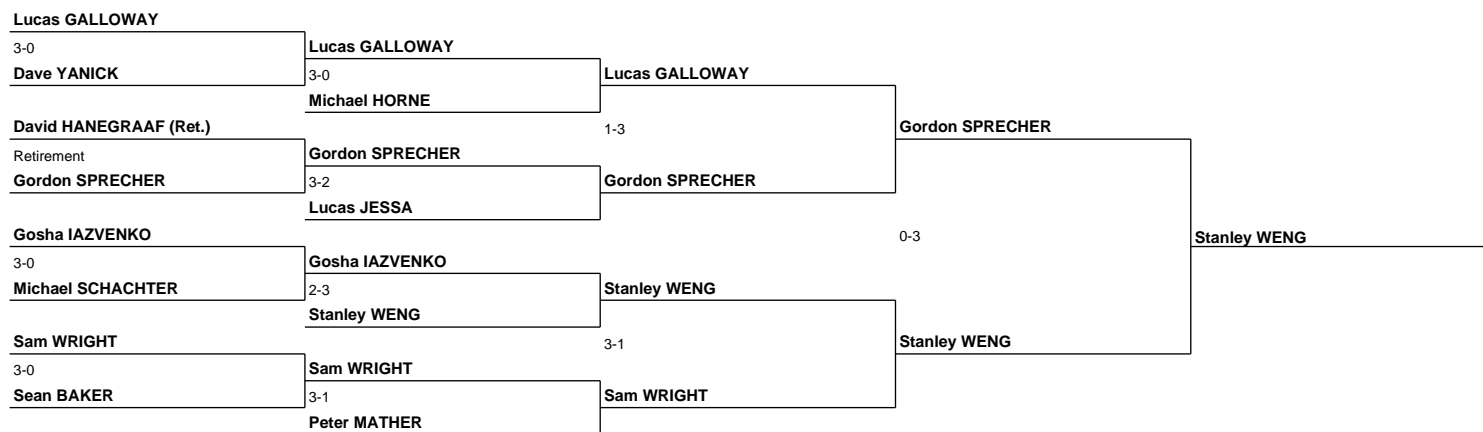 Lucas GALLOWAY
3-0
Dave YANICK
David HANEGRAAF (Ret.)
Retirement
Gordon SPRECHER
Gosha IAZVENKO
3-0
Michael SCHACHTER
Sam WRIGHT
3-0
Sean BAKER
Lucas GALLOWAY
3-0
Michael HORNE
Gordon SPRECHER
3-2
Lucas JESSA
Gosha IAZVENKO
2-3
Stanley WENG
Sam WRIGHT
3-1
Peter MATHER
Lucas GALLOWAY
1-3
Gordon SPRECHER
Stanley WENG
3-1
Sam WRIGHT
Gordon SPRECHER
0-3
Stanley WENG
Stanley WENG